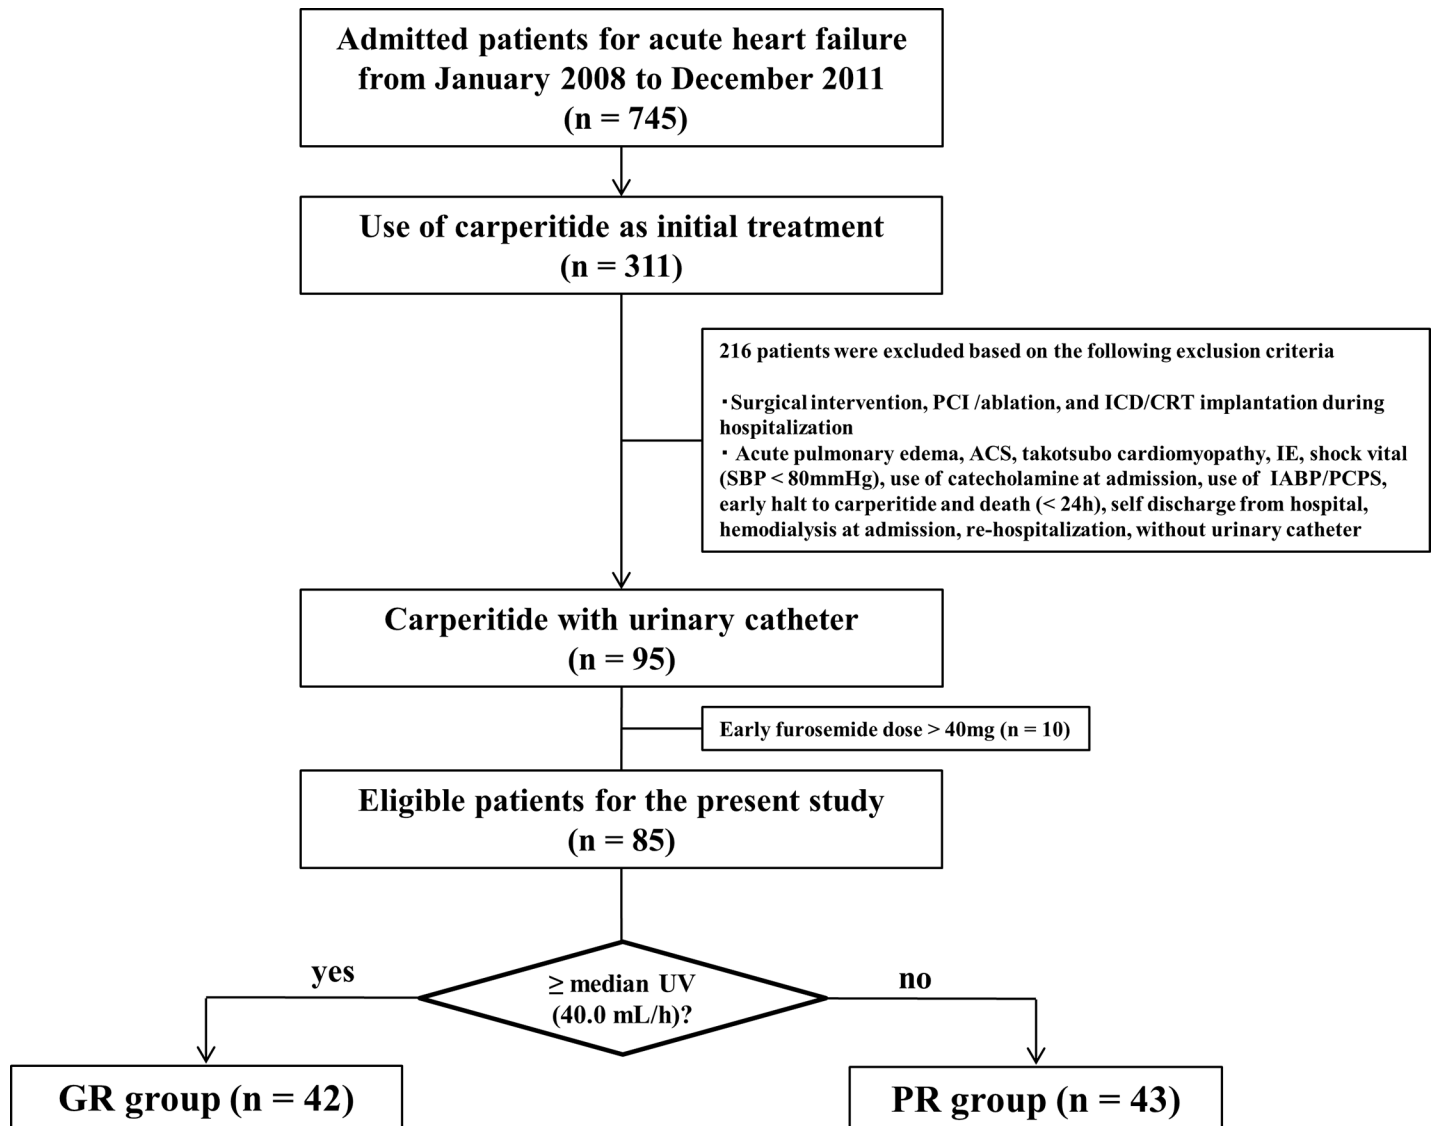 Admitted patients for acute heart failure
from January 2008 to December 2011
(n = 745)
Use of carperitide as initial treatment
(n = 311)
216 patients were excluded based on the following exclusion criteria
・Surgical intervention, PCI /ablation, and ICD/CRT implantation during
hospitalization
・ Acute pulmonary edema, ACS, takotsubo cardiomyopathy, IE, shock vital
(SBP < 80mmHg), use of catecholamine at admission, use of IABP/PCPS,
early halt to carperitide and death (< 24h), self discharge from hospital,
hemodialysis at admission, re-hospitalization, without urinary catheter
Carperitide with urinary catheter
(n = 95)
Early furosemide dose > 40mg (n = 10)
Eligible patients for the present study
(n = 85)
≥ median UV
(40.0 mL/h)?
yes
no
GR group (n = 42)
PR group (n = 43)